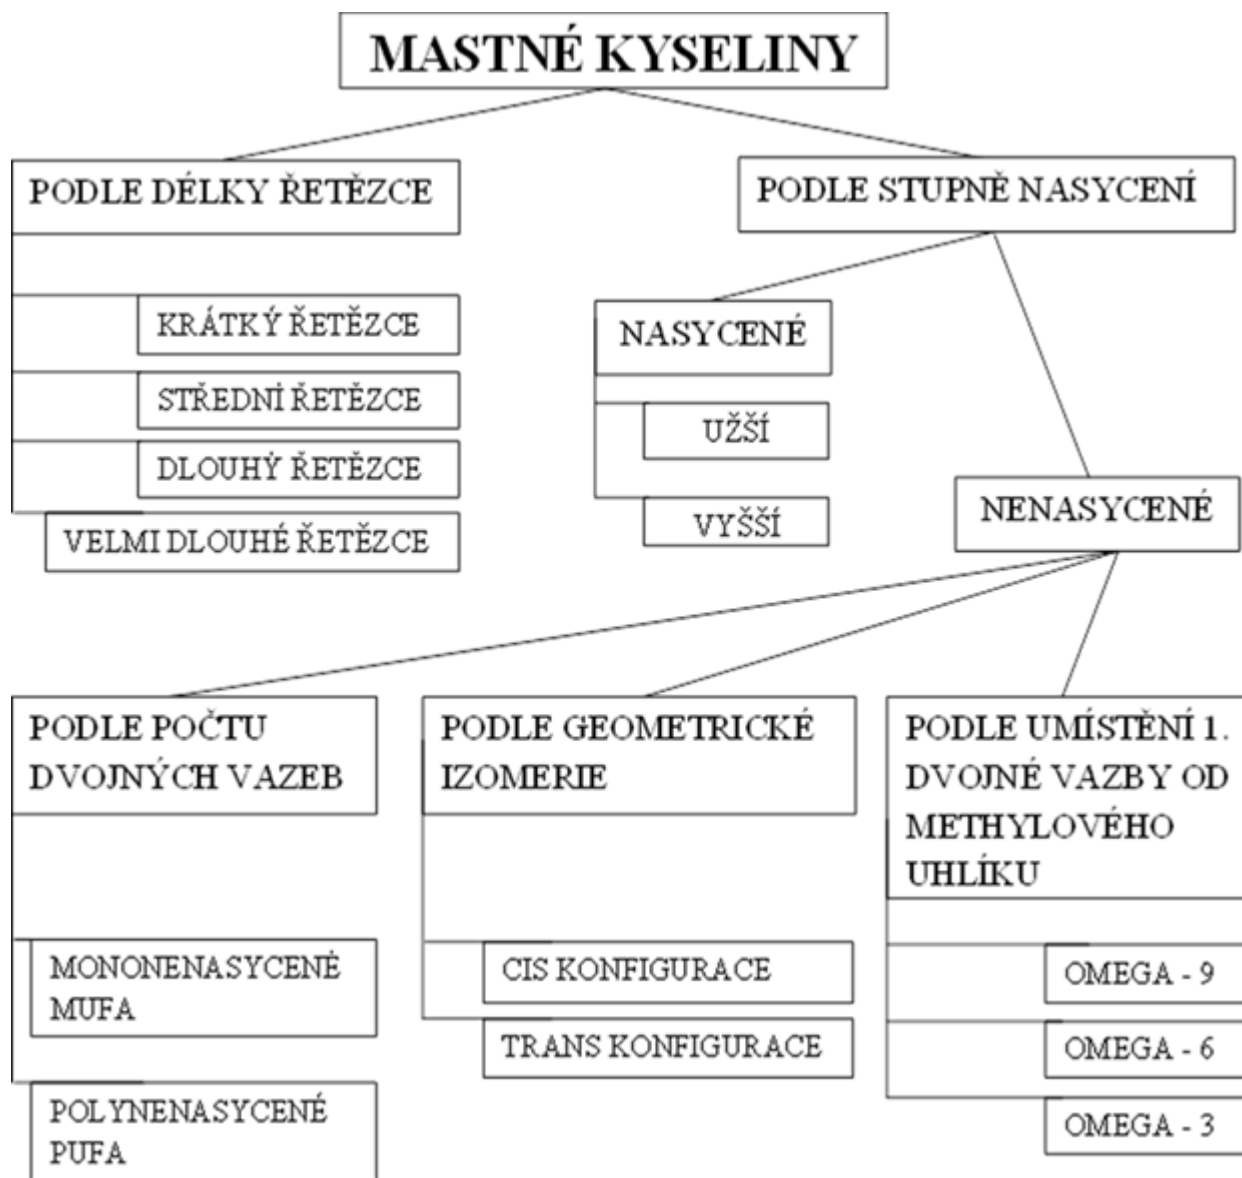 MASTNÉ KYSELINY
PODLE DÉLKY ŘETĚZCE
PODLE STUPNĚ NASYCENÍ
KRÁTKÝ ŘETĚZCE
STŘEDNÍ ŘETĚZCE
DLOUHÝ ŘETĚZCE
VELMI DLOUHÉ ŘETĚZCE
NASYCENÉ
UŽŠÍ
VYŠŠÍ
NENASYCENÉ
PODLE POČTU
DVOJNÝCH VAZEB
MONONENASYCENÉ
MUFA
POLYNENASYCENÉ
PUFA
PODLE GEOMETRICKÉ
IZOMERIE
CIS KONFIGURACE
TRANS KONFIGURACE
PODLE UMÍSTĚNÍ 1.
DVOJNÉ VAZBY OD
METHYLOVÉHO
UHLÍKU
OMEGA - 9
OMEGA - 6
OMEGA - 3